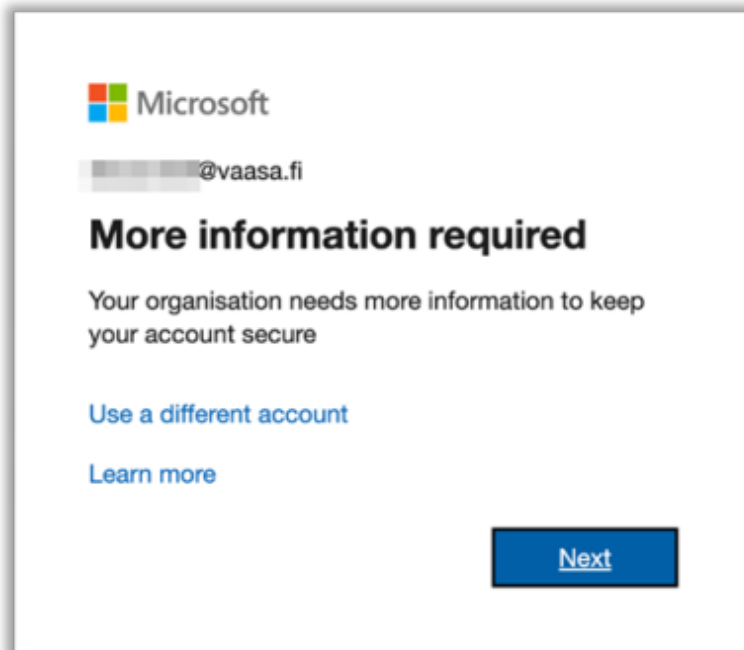 Microsoft
@vaasa.fi
More information required
Your organisation needs more information to keep
your account secure
Use a different account
Learn more
Next